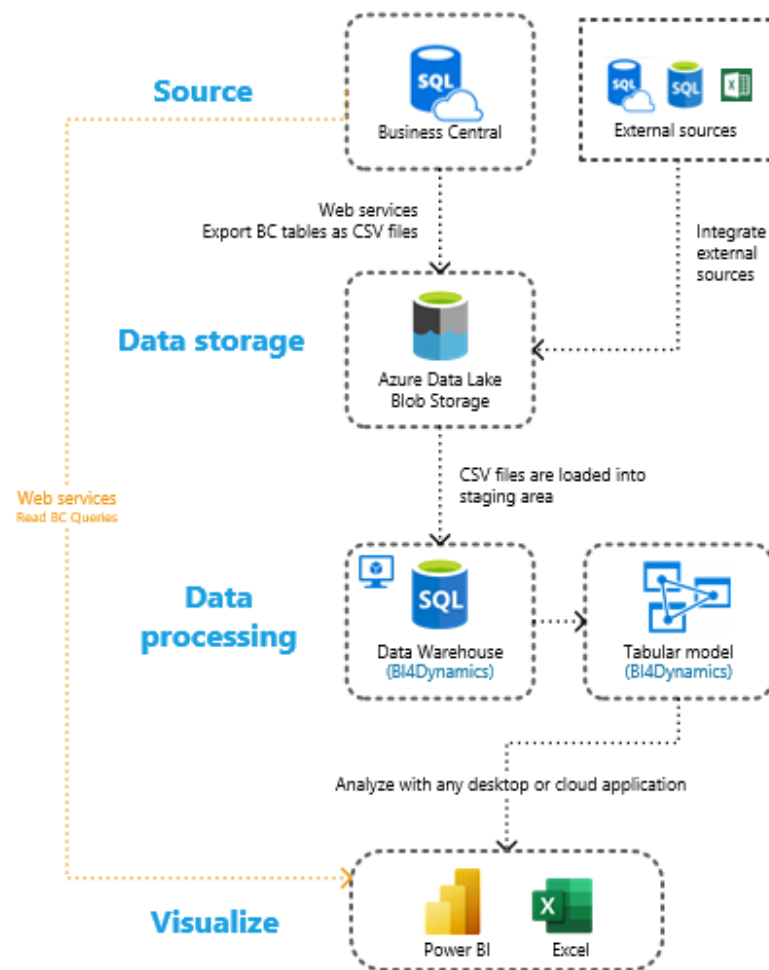 Source
SQL
Business Central
SQL
External sources
Web services
Export BC tables as CSV files
Integrate
external
sources
Data storage
Azure Data Lake
Blob Storage
CSV files are loaded into
staging area
Web services
Read BC Queries
Data
processing
SQL
Data Warehouse
(BI4Dynamics)
Tabular model
(BI4Dynamics)
Analyze with any desktop or cloud application
Visualize
X
Power BI
Excel